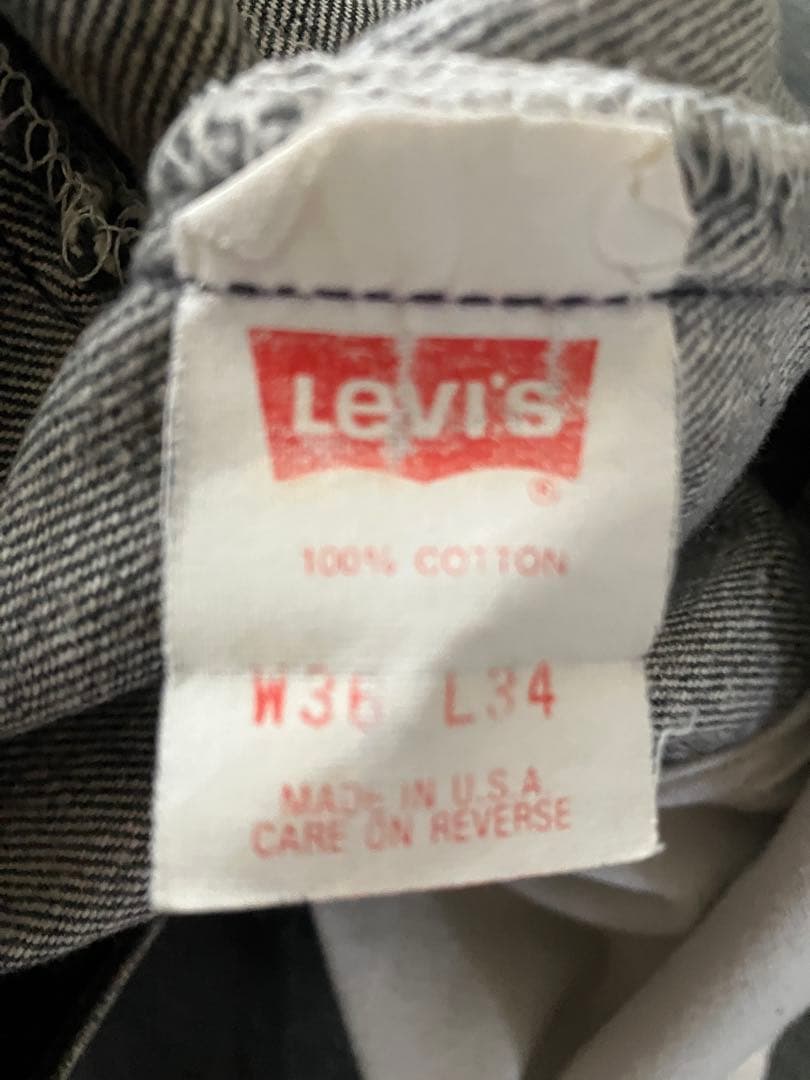 Levi's
®
100% COTTON
W36 L34
MADE IN U.S.A.
CARE ON REVERSE